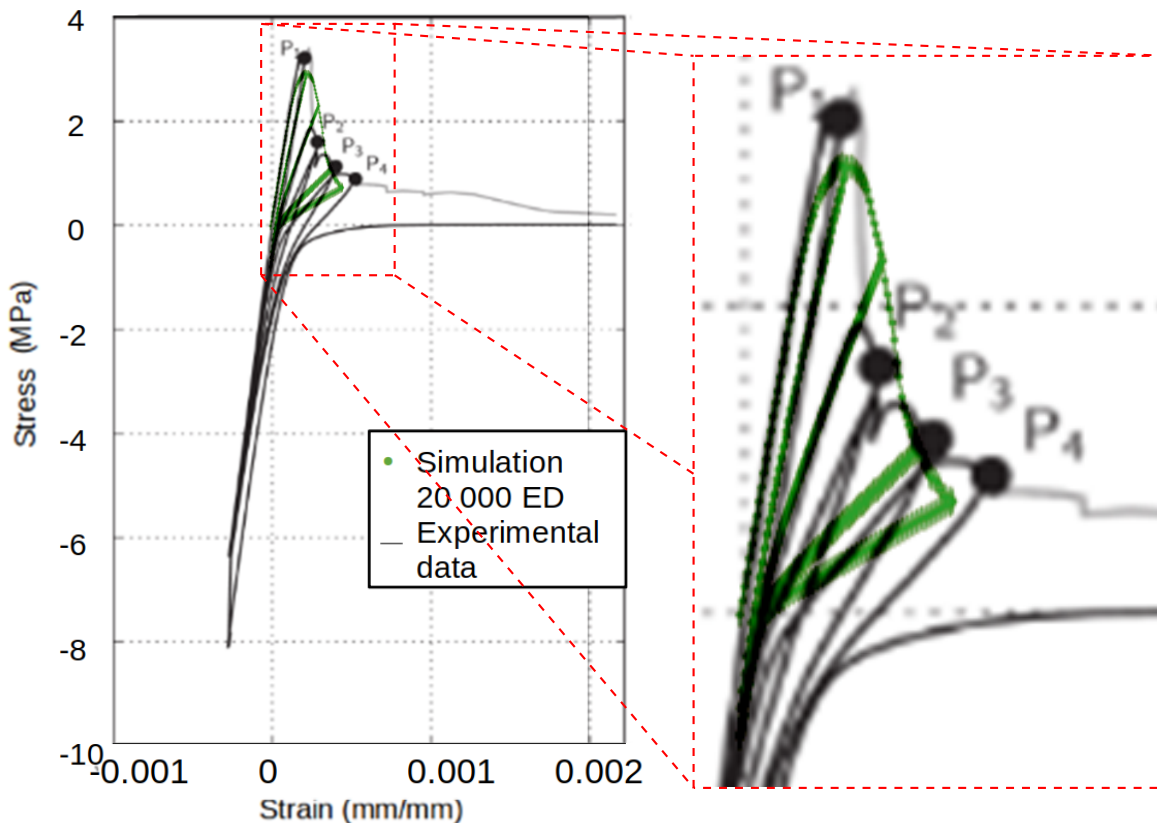 4
2
0
-2
-4
-6
-8
-10
Stress (MPa)
P1
P2
P3
P4
Simulation
20 000 ED
Experimental
data
-0.001
0
0.001
0.002
Strain (mm/mm)
P1
P2
P3
P4